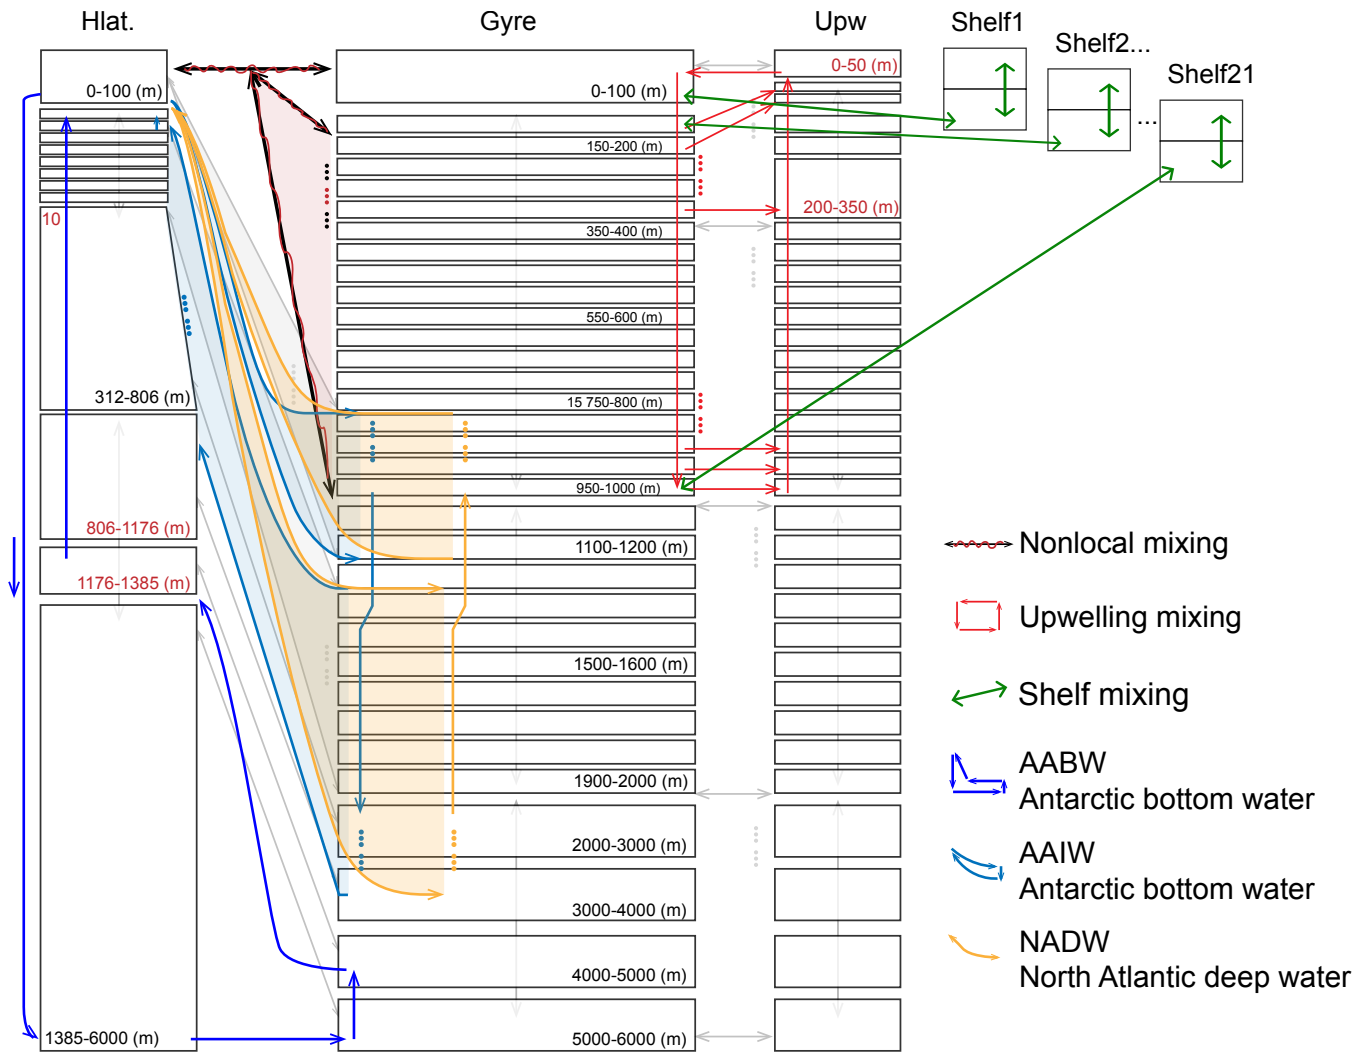 Hlat.
Gyre
Upw
Shelf1
Shelf2...
Shelf21
...
0-100 (m)
10
312-806 (m)
806-1176 (m)
1176-1385 (m)
1385-6000 (m)
0-100 (m)
150-200 (m)
350-400 (m)
550-600 (m)
15 750-800 (m)
950-1000 (m)
1100-1200 (m)
1500-1600 (m)
1900-2000 (m)
2000-3000 (m)
3000-4000 (m)
4000-5000 (m)
5000-6000 (m)
0-50 (m)
200-350 (m)
Nonlocal mixing
Upwelling mixing
Shelf mixing
AABW
Antarctic bottom water
AAIW
Antarctic bottom water
NADW
North Atlantic deep water